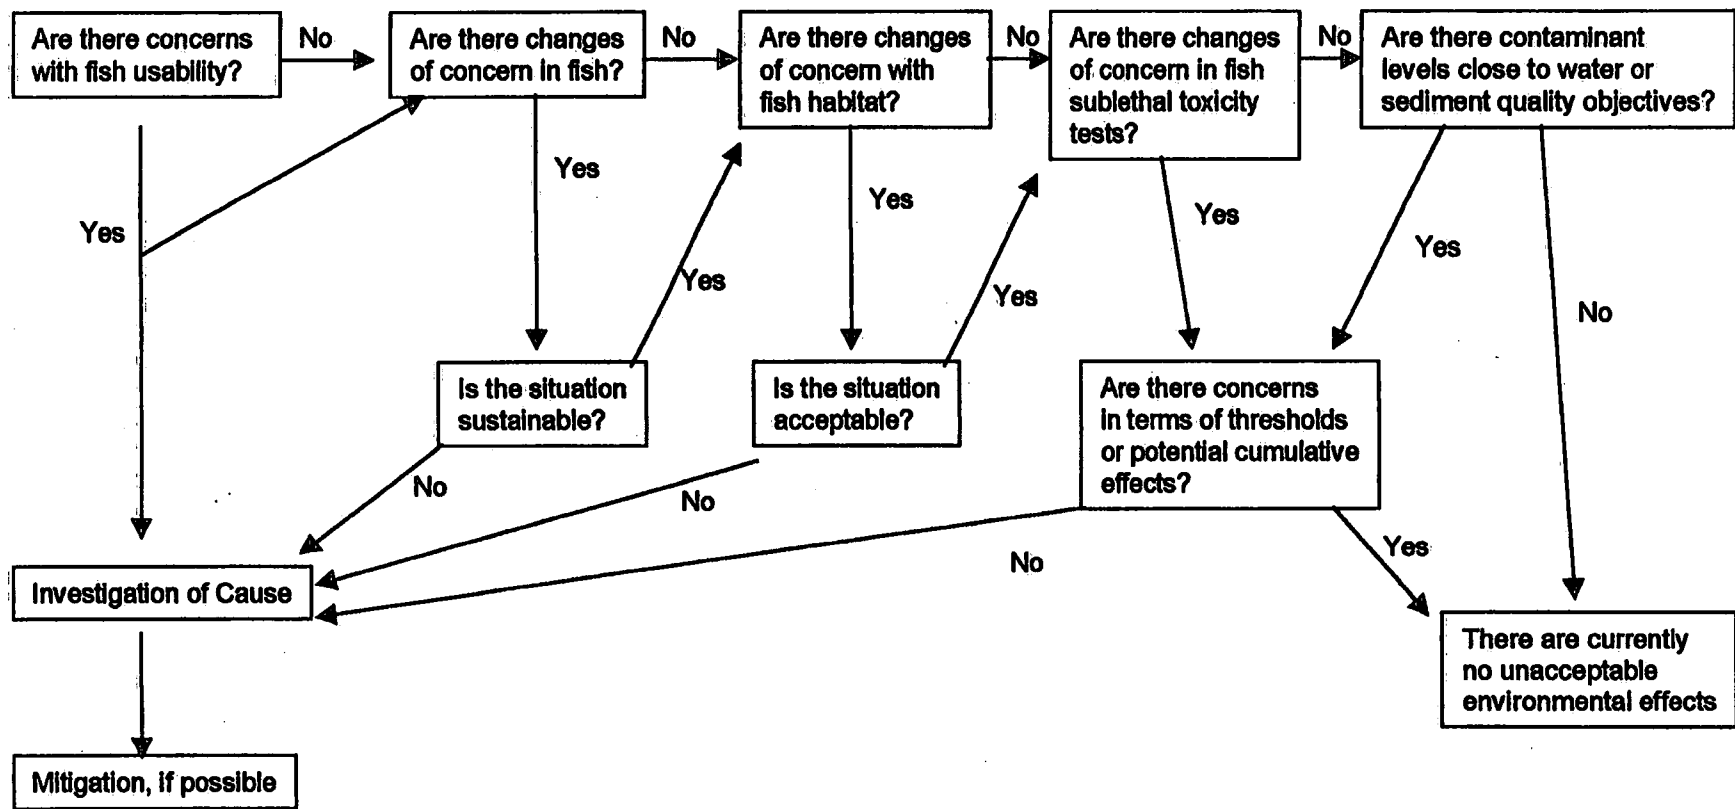 Are there concerns
with fish usability?
No
Are there changes
of concern in fish?
No
Are there changes
of concern with
fish habitat?
No
Are there changes
of concern in fish
sublethal toxicity
tests?
No
Are there contaminant
levels close to water or
sediment quality objectives?
Yes
Yes
Yes
Yes
Yes
Yes
Yes
No
Is the situation
sustainable?
Is the situation
acceptable?
Are there concerns
in terms of thresholds
or potential cumulative
effects?
No
No
No
Yes
Investigation of Cause
There are currently
no unacceptable
environmental effects
Mitigation, if possible